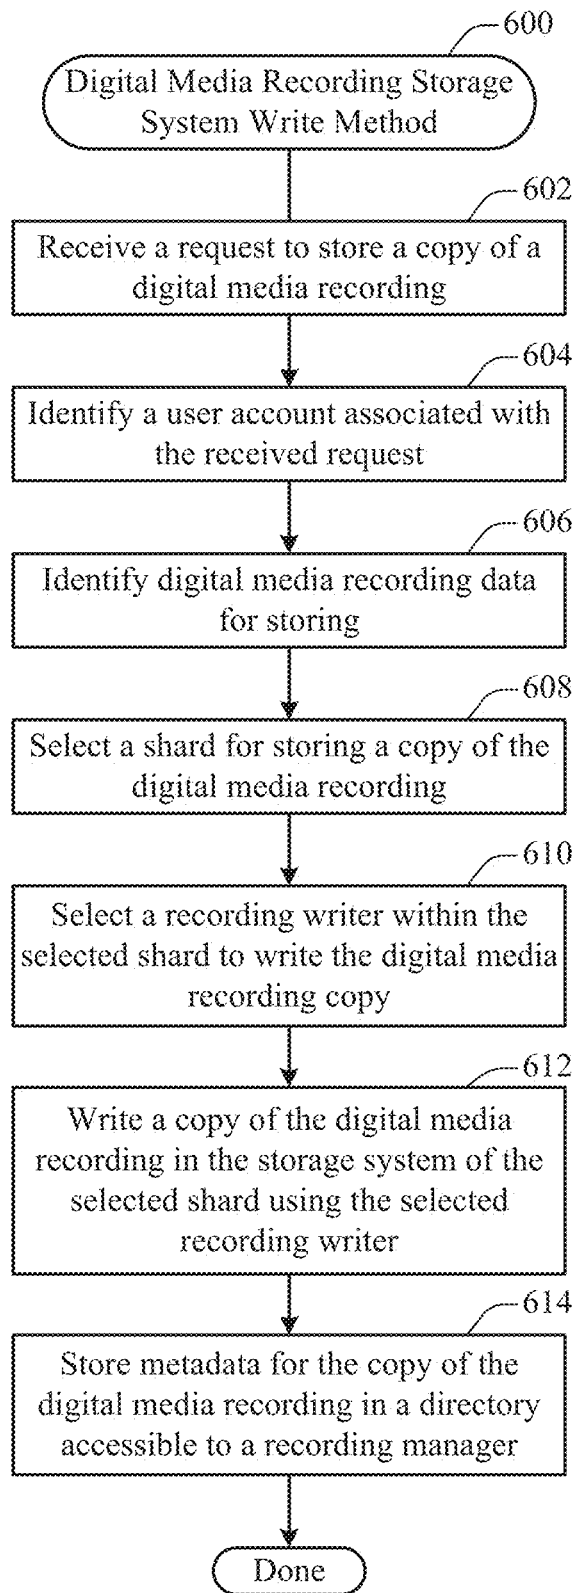 600
Digital Media Recording Storage
System Write Method
602
Receive a request to store a copy of a
digital media recording
604
Identify a user account associated with
the received request
606
Identify digital media recording data
for storing
608
Select a shard for storing a copy of the
digital media recording
610
Select a recording writer within the
selected shard to write the digital media
recording copy
612
Write a copy of the digital media
recording in the storage system of the
selected shard using the selected
recording writer
614
Store metadata for the copy of the
digital media recording in a directory
accessible to a recording manager
Done